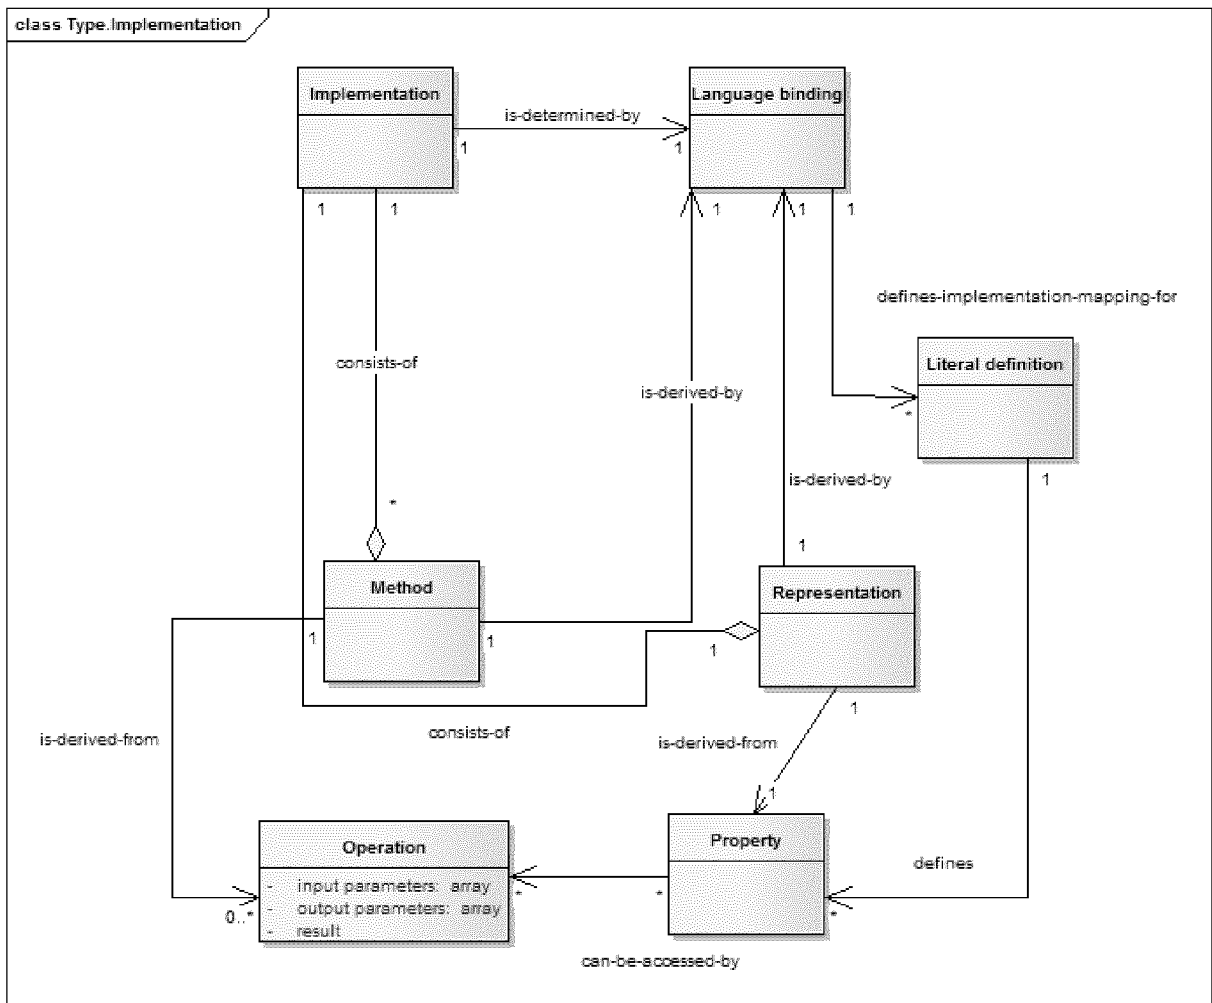 class Type.Implementation
Implementation
Language binding
is-determined-by
1
1
1
1
1
1
1
defines-implementation-mapping-for
consists-of
Literal definition
is-derived-by
*
is-derived-by
1
*
1
Method
Representation
1
1
1
1
consists-of
is-derived-from
is-derived-from
1
Operation
Property
- input parameters: array
- output parameters: array
- result
defines
0..*
*
*
*
can-be-accessed-by